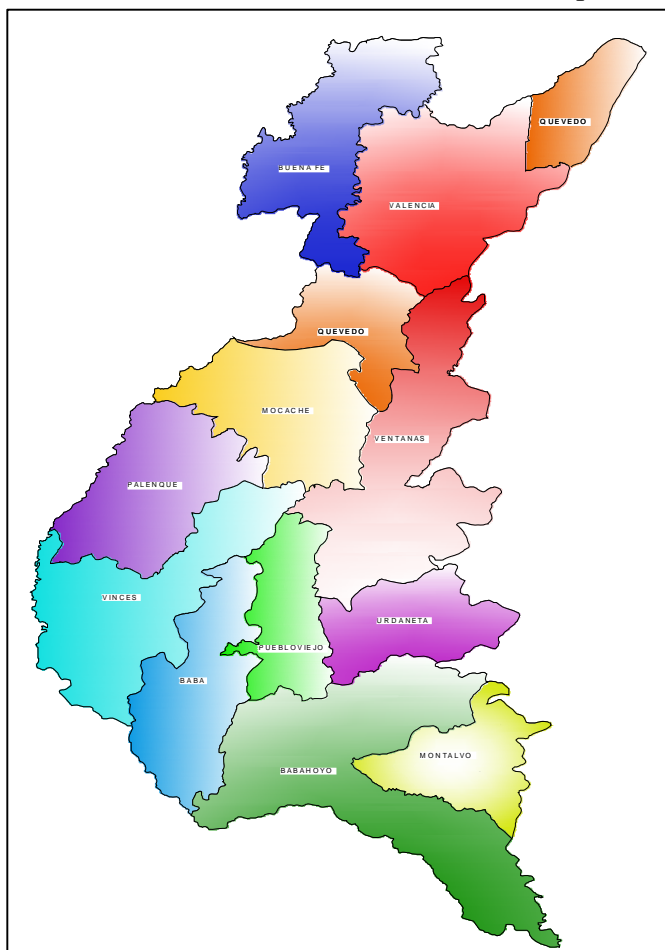 QUEVEDO
BUENA FE
VALENCIA
QUEVEDO
MOCACHE
VENTANAS
PALENQUE
VINCES
URDANETA
PUEBLOVIEJO
BABA
MONTALVO
BABAHOYO